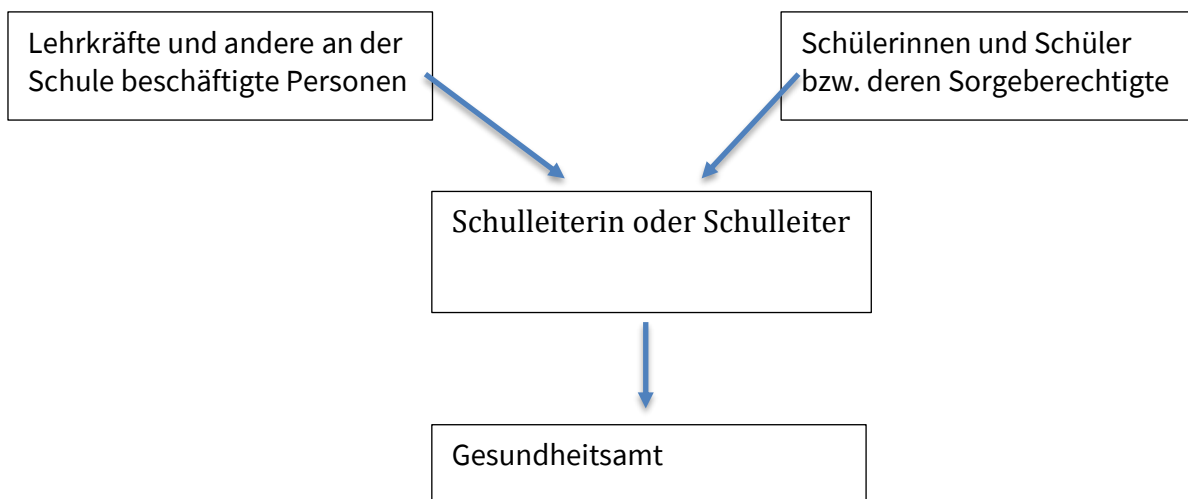 Lehrkräfte und andere an der
Schule beschäftigte Personen
Schülerinnen und Schüler
bzw. deren Sorgeberechtigte
Schulleiterin oder Schulleiter
Gesundheitsamt